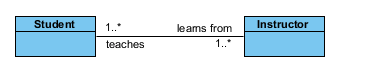 Student
1..*
teaches
learns from
1..*
Instructor